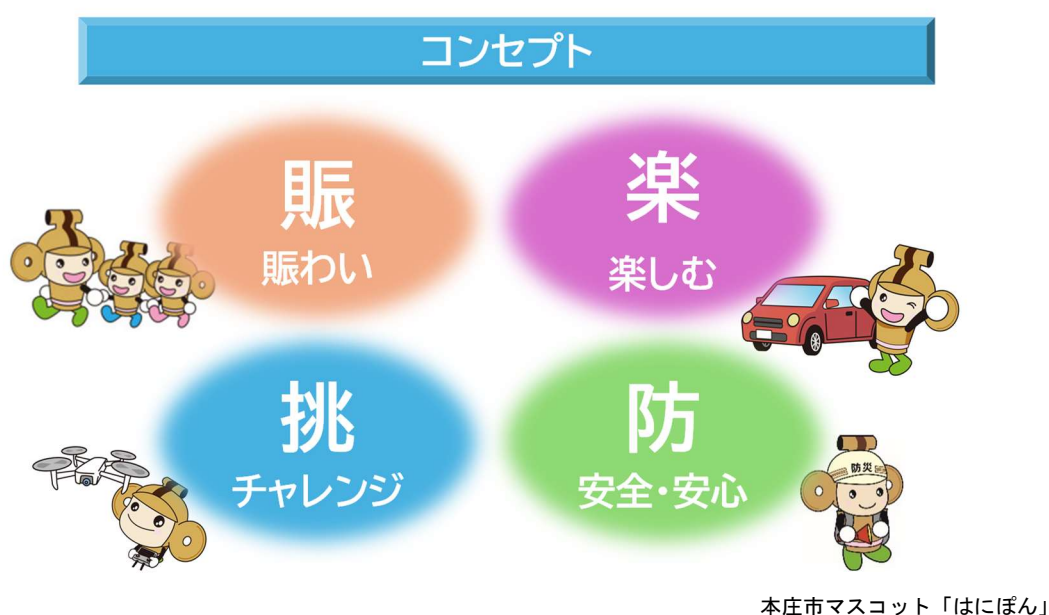 コンセプト
賑
賑わい
楽
楽しむ
挑
チャレンジ
防
安全・安心
防災
本庄市マスコット「はにぽん」